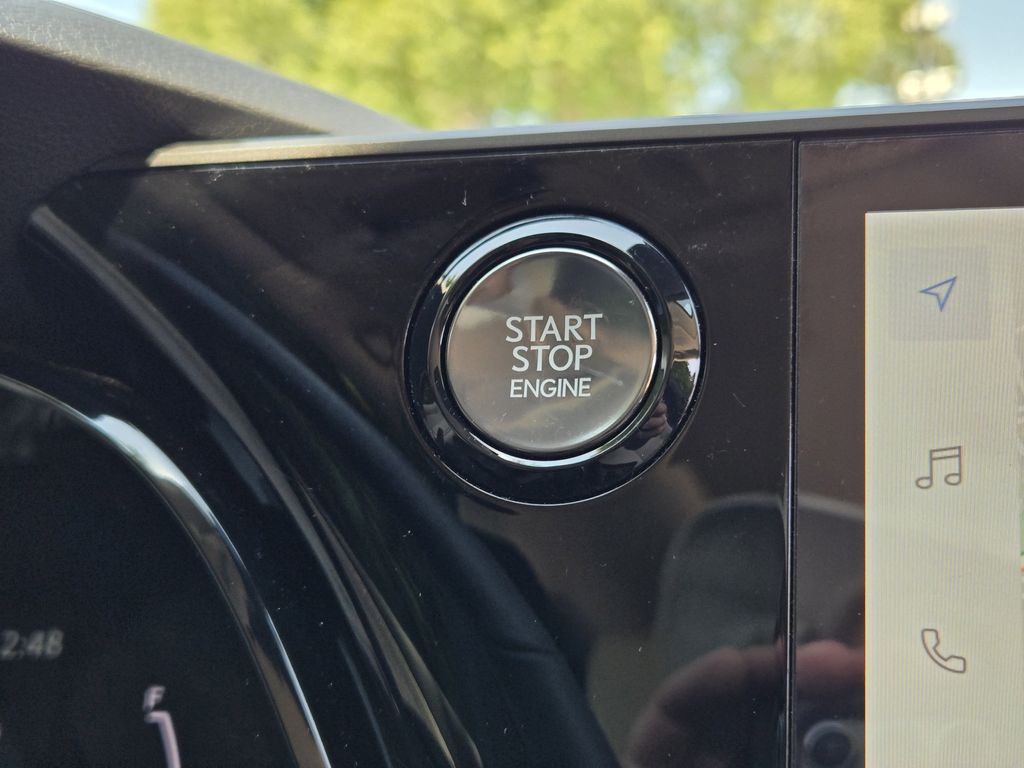 START
STOP
ENGINE
2:48
F